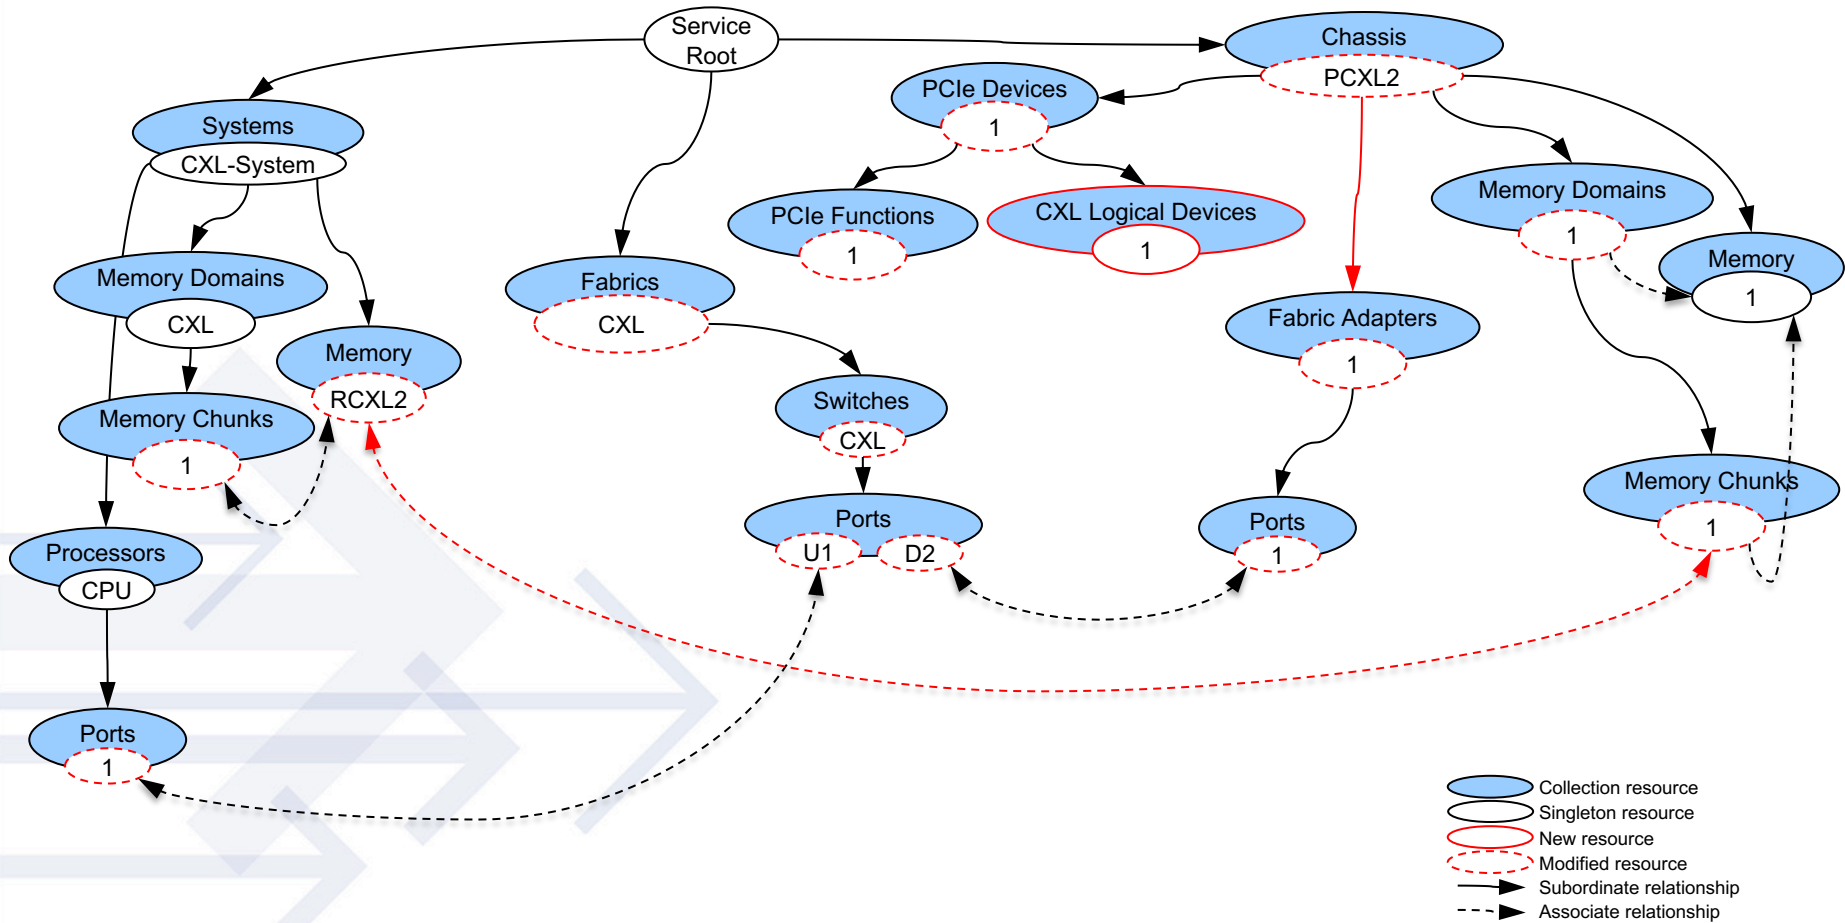 Service
Root
Chassis
PCXL2
PCIe Devices
1
Systems
CXL-System
PCIe Functions
1
CXL Logical Devices
1
Memory Domains
1
Memory
1
Memory Domains
CXL
Fabrics
CXL
Fabric Adapters
1
Memory
RCXL2
Switches
CXL
Memory Chunks
1
Memory Chunks
1
Ports
U1
D2
Ports
1
Processors
CPU
Ports
1
Collection resource
Singleton resource
New resource
Modified resource
Subordinate relationship
Associate relationship